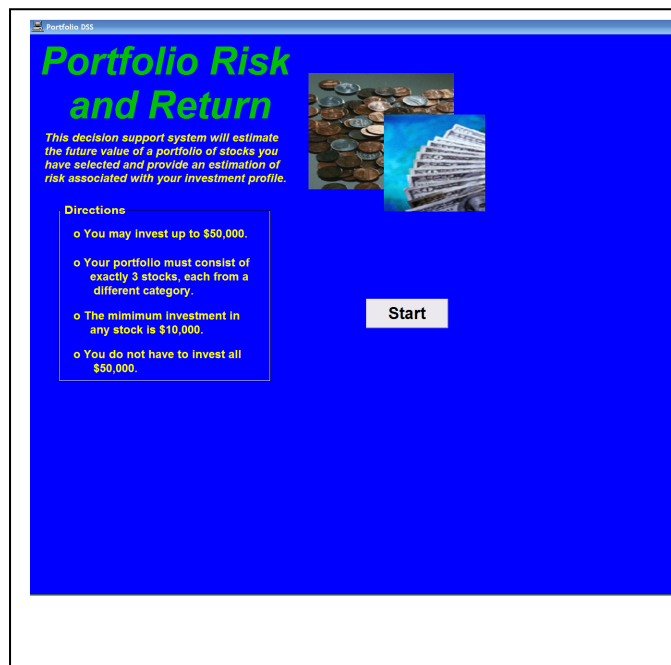 Portfolio DSS
Portfolio Risk
and Return
This decision support system will estimate
the future value of a portfolio of stocks you
have selected and provide an estimation of
risk associated with your investment profile.
Directions
o You may invest up to $50,000.
o Your portfolio must consist of
exactly 3 stocks, each from a
different category.
o The mimimum investment in
any stock is $10,000.
o You do not have to invest all
$50,000.
Start